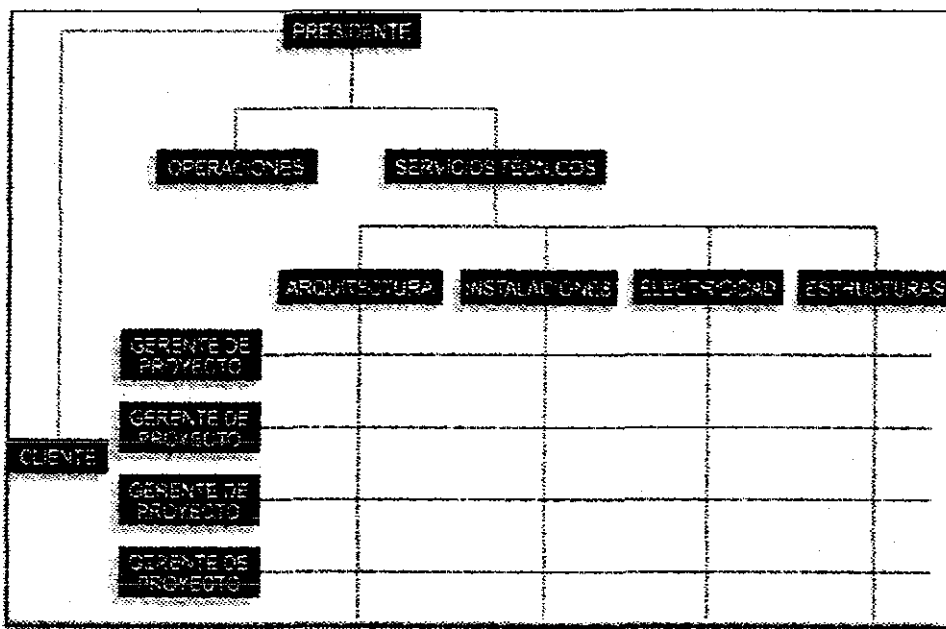 PRESIDENTE
OPERACIONES
SERVICIOS TECNICOS
ARQUITECTURA
INSTALACIONES
ELECTRICIDAD
ESTRUCTURAS
GERENTE DE
PROYECTO
GERENTE DE
PROYECTO
CLIENTE
GERENTE DE
PROYECTO
GERENTE DE
PROYECTO